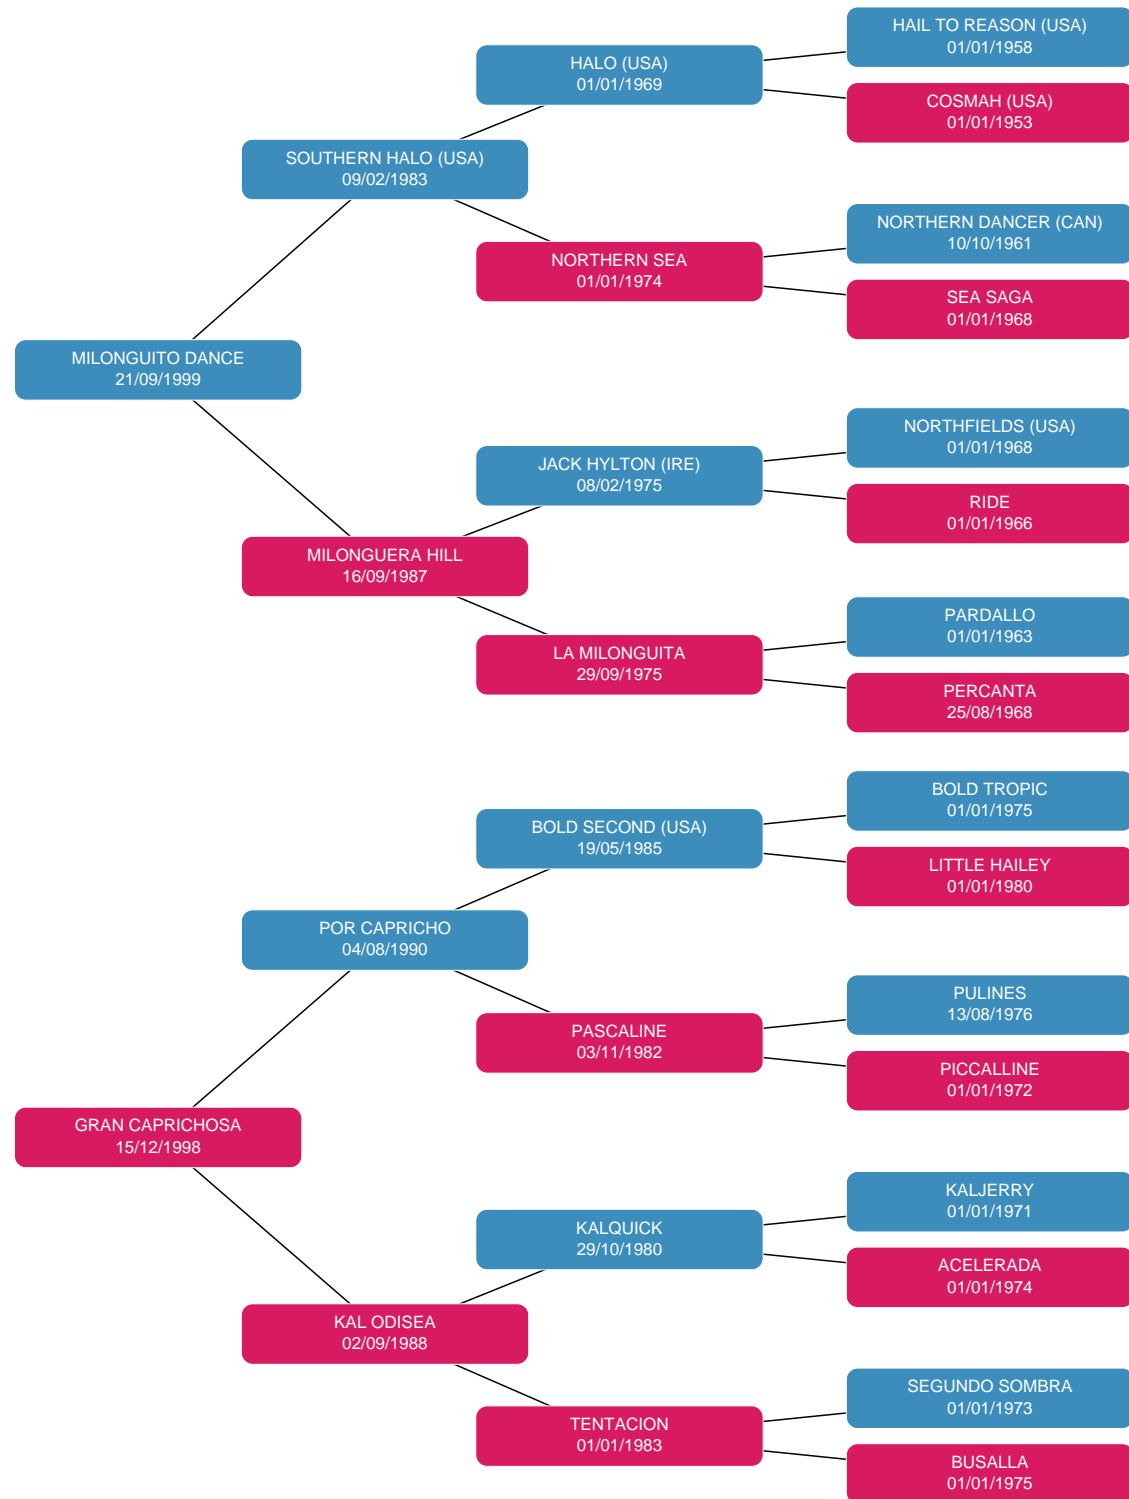 HAIL TO REASON (USA)
01/01/1958
HALO (USA)
01/01/1969
COSMAH (USA)
01/01/1953
SOUTHERN HALO (USA)
09/02/1983
NORTHERN DANCER (CAN)
10/10/1961
NORTHERN SEA
01/01/1974
SEA SAGA
01/01/1968
MILONGUITO DANCE
21/09/1999
NORTHFIELDS (USA)
01/01/1968
JACK HYLTON (IRE)
08/02/1975
RIDE
01/01/1966
MILONGUERA HILL
16/09/1987
PARDALLO
01/01/1963
LA MILONGUITA
29/09/1975
PERCANTA
25/08/1968
BOLD TROPIC
01/01/1975
BOLD SECOND (USA)
19/05/1985
LITTLE HAILEY
01/01/1980
POR CAPRICHO
04/08/1990
PULINES
13/08/1976
PASCALINE
03/11/1982
PICCALLINE
01/01/1972
GRAN CAPRICHOSA
15/12/1998
KALJERRY
01/01/1971
KALQUICK
29/10/1980
ACELERADA
01/01/1974
KAL ODISEA
02/09/1988
SEGUNDO SOMBRA
01/01/1973
TENTACION
01/01/1983
BUSALLA
01/01/1975